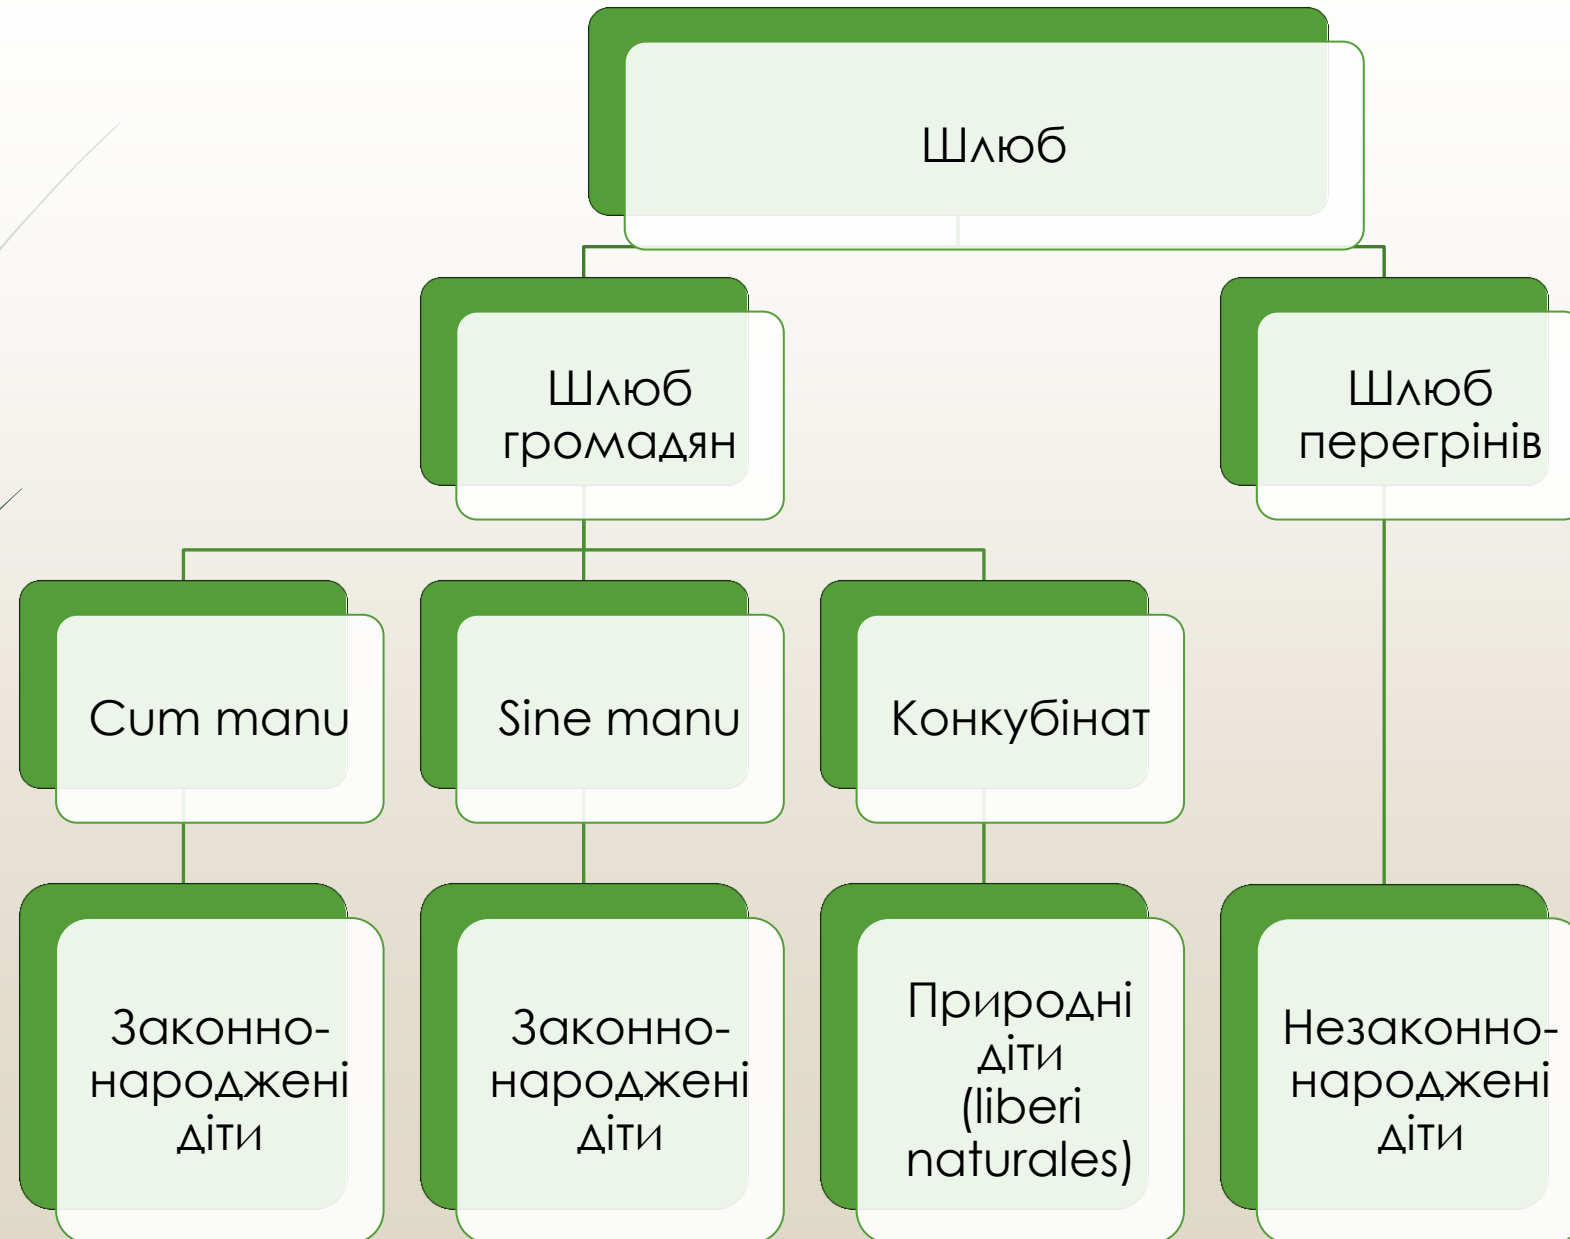 Шлюб
Шлюб
громадян
Шлюб
перегрінів
Cum manu
Sine manu
Конкубінат
Законно-
народжені
діти
Законно-
народжені
діти
Природні
діти
(liberi
naturales)
Незаконно-
народжені
діти